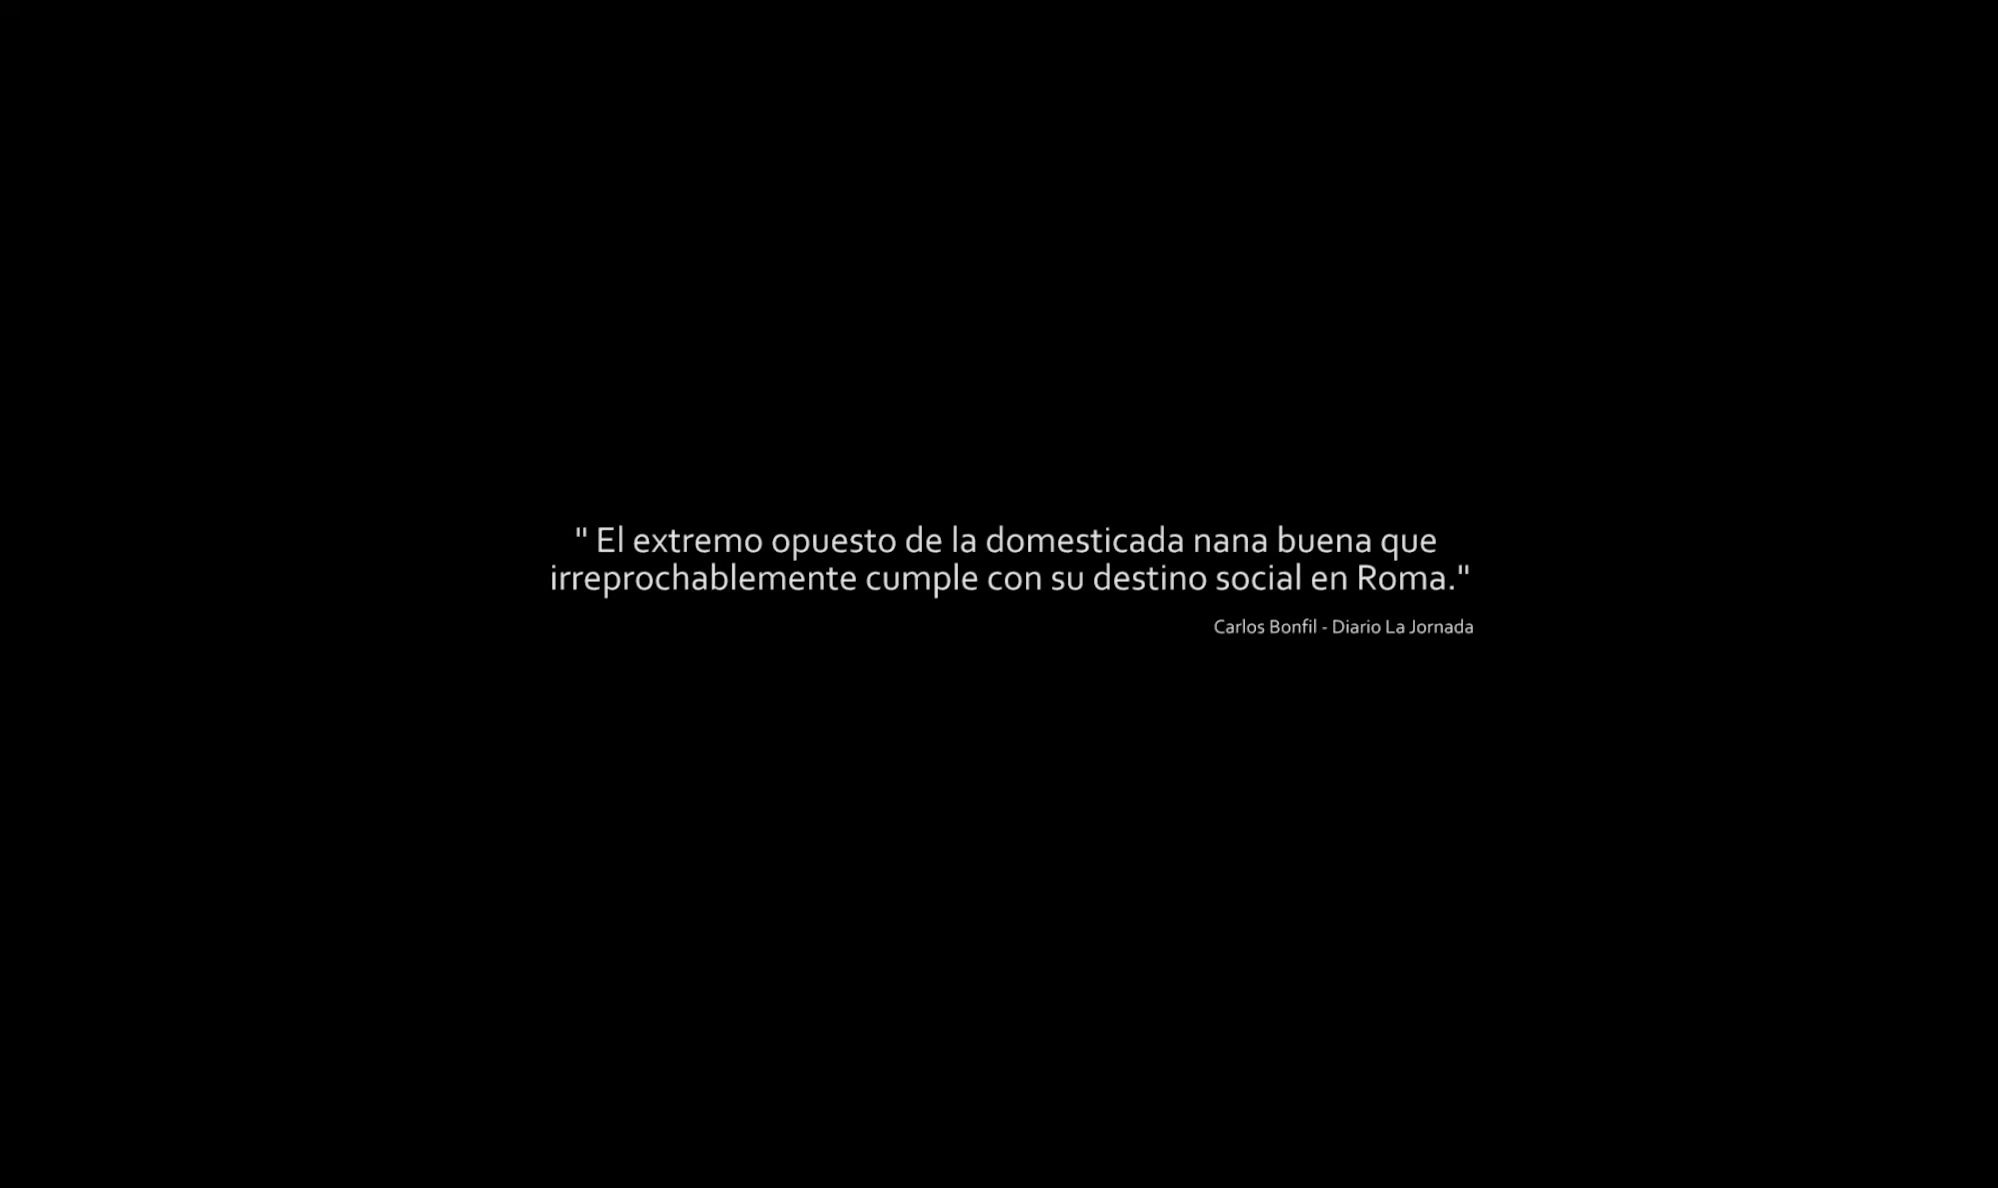 " El extremo opuesto de la domesticada nana buena que
irreprochablemente cumple con su destino social en Roma."
Carlos Bonfil - Diario La Jornada